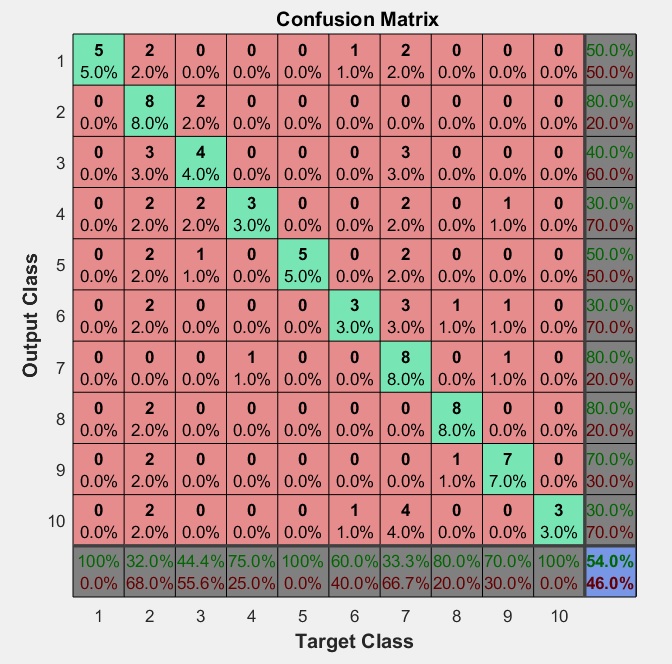 Confusion Matrix
1 5 2 0 0 0 1 2 0 0 0 50.0%
5.0% 2.0% 0.0% 0.0% 0.0% 1.0% 2.0% 0.0% 0.0% 0.0% 50.0%
2 0 8 2 0 0 0 0 0 0 0 80.0%
0.0% 8.0% 2.0% 0.0% 0.0% 0.0% 0.0% 0.0% 0.0% 0.0% 20.0%
3 0 3 4 0 0 0 3 0 0 0 40.0%
0.0% 3.0% 4.0% 0.0% 0.0% 0.0% 3.0% 0.0% 0.0% 0.0% 60.0%
4 0 2 2 3 0 0 2 0 1 0 30.0%
0.0% 2.0% 2.0% 3.0% 0.0% 0.0% 2.0% 0.0% 1.0% 0.0% 70.0%
5 0 2 1 0 5 0 2 0 0 0 50.0%
0.0% 2.0% 1.0% 0.0% 5.0% 0.0% 2.0% 0.0% 0.0% 0.0% 50.0%
6 0 2 0 0 0 3 3 1 1 0 30.0%
0.0% 2.0% 0.0% 0.0% 0.0% 3.0% 3.0% 1.0% 1.0% 0.0% 70.0%
7 0 0 0 1 0 0 8 0 1 0 80.0%
0.0% 0.0% 0.0% 1.0% 0.0% 0.0% 8.0% 0.0% 1.0% 0.0% 20.0%
8 0 2 0 0 0 0 0 8 0 0 80.0%
0.0% 2.0% 0.0% 0.0% 0.0% 0.0% 0.0% 8.0% 0.0% 0.0% 20.0%
9 0 2 0 0 0 0 0 1 7 0 70.0%
0.0% 2.0% 0.0% 0.0% 0.0% 0.0% 0.0% 1.0% 7.0% 0.0% 30.0%
10 0 2 0 0 0 1 4 0 0 3 30.0%
0.0% 2.0% 0.0% 0.0% 0.0% 1.0% 4.0% 0.0% 0.0% 3.0% 70.0%
100% 32.0% 44.4% 75.0% 100% 60.0% 33.3% 80.0% 70.0% 100% 54.0%
0.0% 68.0% 55.6% 25.0% 0.0% 40.0% 66.7% 20.0% 30.0% 0.0% 46.0%
1 2 3 4 5 6 7 8 9 10
Target Class
Output Class